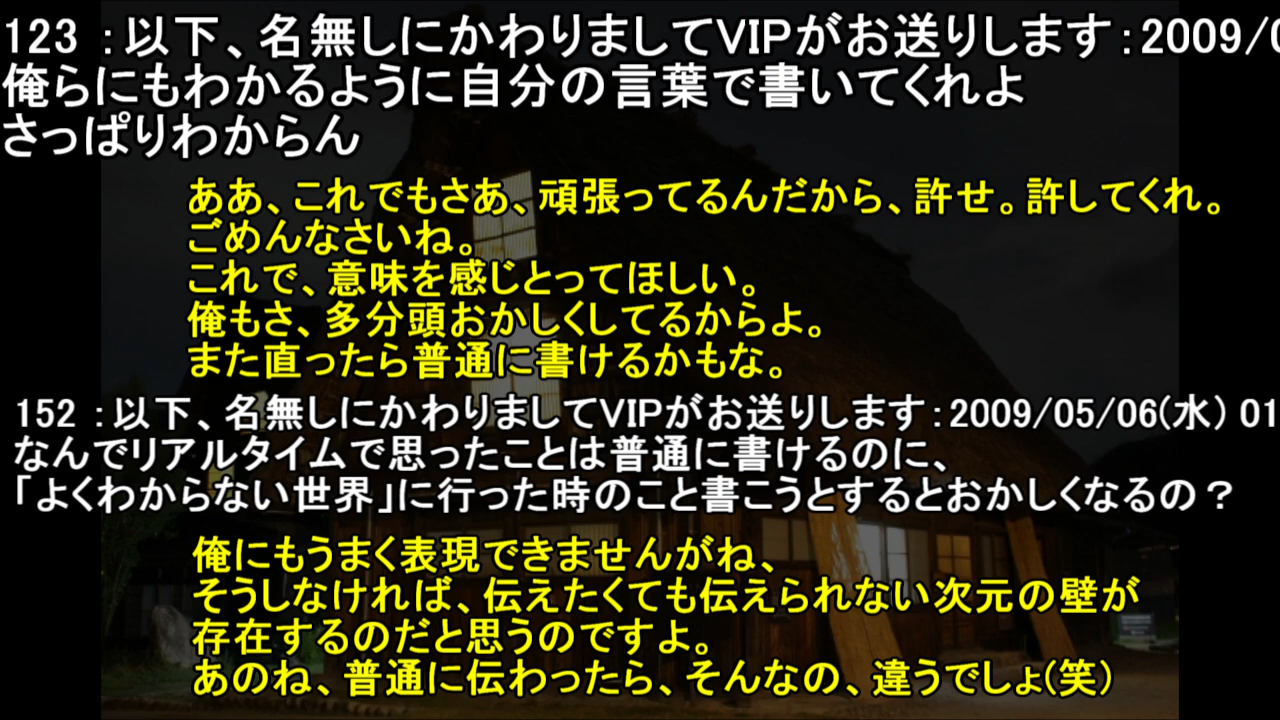 123 :以下、名無しにかわりましてVIPがお送りします:2009/0
俺らにもわかるように自分の言葉で書いてくれよ
さっぱりわからん
ああ、これでもさあ、頑張ってるんだから、許せ。許してくれ。
ごめんなさいね。
これで、意味を感じとってほしい。
俺もさ、多分頭おかしくしてるからよ。
また直ったら普通に書けるかもな。
152 :以下、名無しにかわりましてVIPがお送りします:2009/05/06(水) 01
なんでリアルタイムで思ったことは普通に書けるのに、
「よくわからない世界」に行った時のこと書こうとするとおかしくなるの？
俺にもうまく表現できませんがね、
そうしなければ、伝えたくても伝えられない次元の壁が
存在するのだと思うのですよ。
あのね、普通に伝わったら、そんなの、違うでしょ(笑)